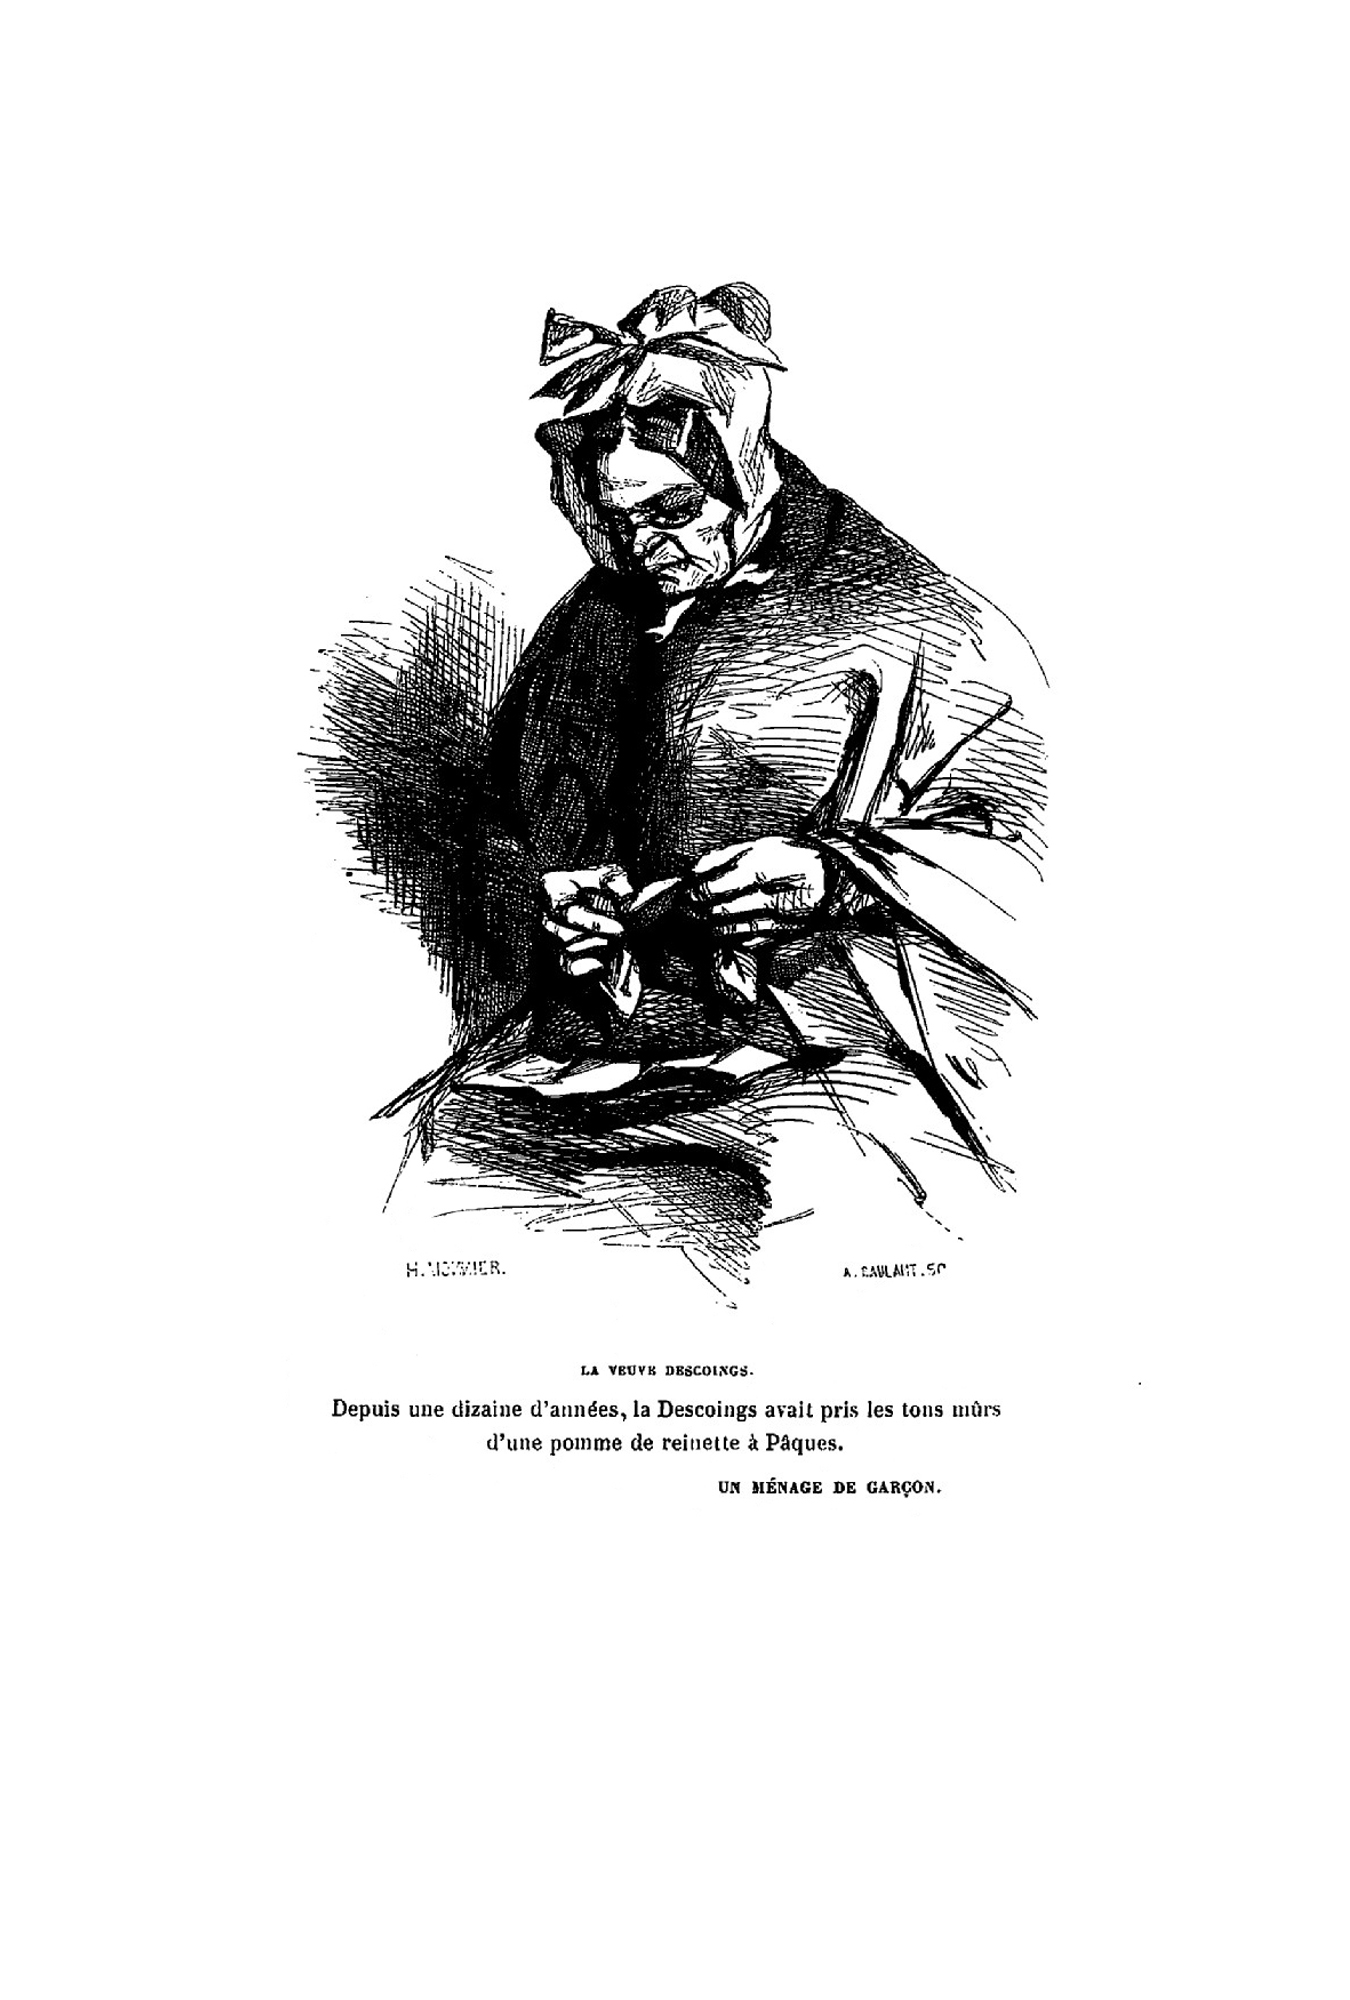 H. MONNIER.
A. BAULANT. SC
LA VEUVE DESCOINGS.
Depuis une dizaine d'années, la Descoings avait pris les tons mûrs
d'une pomme de reinette à Pâques.
UN MÉNAGE DE GARÇON.